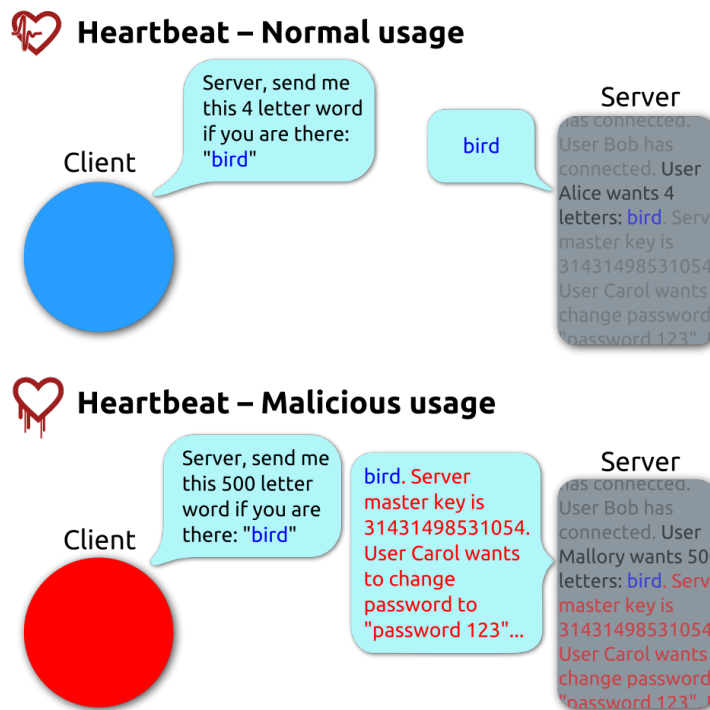 Heartbeat – Normal usage
Server, send me
this 4 letter word
if you are there:
"bird"
Client
bird
Server
has connected.
User Bob has
connected. User
Alice wants 4
letters: bird. Serv
master key is
31431498531054
User Carol wants
change password
"password 123".
Heartbeat – Malicious usage
Server, send me
this 500 letter
word if you are
there: "bird"
Client
bird. Server
master key is
31431498531054.
User Carol wants
to change
password to
"password 123"...
Server
has connected.
User Bob has
connected. User
Mallory wants 50
letters: bird. Serv
master key is
31431498531054
User Carol wants
change password
"password 123".